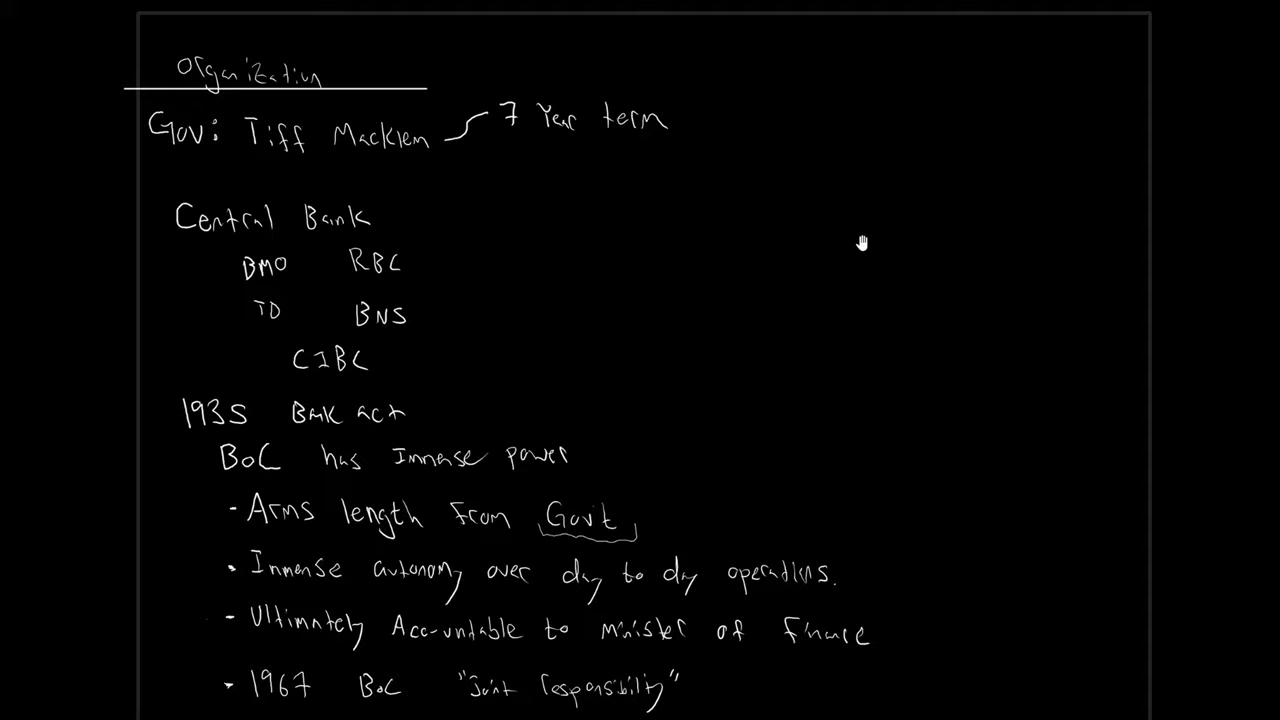 Organization
Gov: Tiff Macklem 7 Year term
Central Bank
BMO RBC
TD BNS
CIBC
1935 Bank act
BoC has Immense power
- Arms length from Gov't
• Immense autonomy over day to day operations.
- Ultimately Accountable to minister of Finance
• 1967 BoC "Joint responsibility"